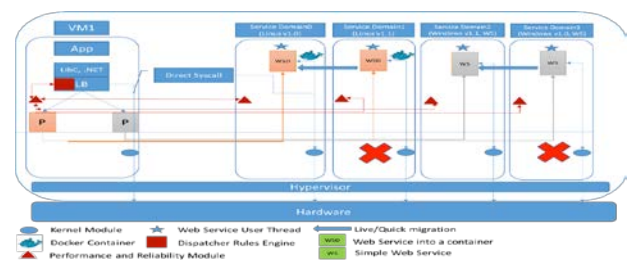 VM1
App
LibC, .NET
LB
P
P
Direct Syscall
Service Domain0
(Linux v1.0)
WSD
Service Domain1
(Linux v1.1)
WSD
Service Domain2
(Windows v1.1, WS)
WS
Service Domain3
(Windows v1.0, WS)
WS
Hypervisor
Hardware
Kernel Module
Web Service User Thread
Live/Quick migration
Docker Container
Dispatcher Rules Engine
WSD
Web Service into a container
Performance and Reliability Module
WS
Simple Web Service